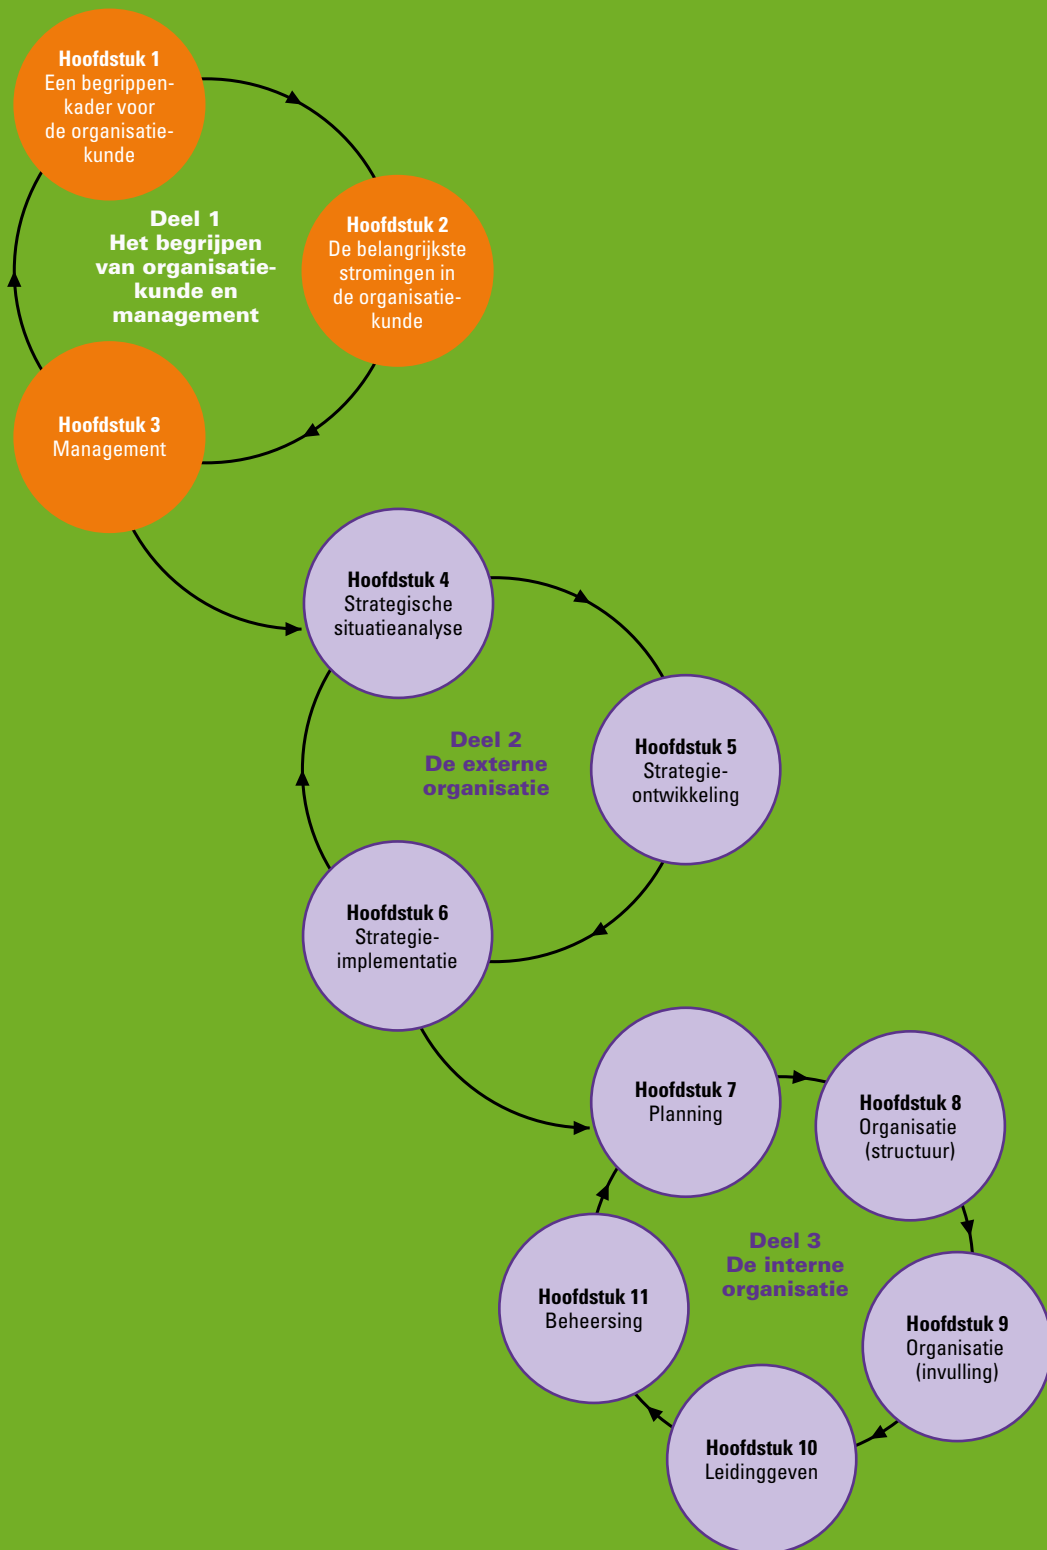 Hoofdstuk 1
Een begrippen-
kader voor
de organisatie-
kunde
Deel 1
Het begrijpen
van organisatie-
kunde en
management
Hoofdstuk 2
De belangrijkste
stromingen in
de organisatie-
kunde
Hoofdstuk 3
Management
Hoofdstuk 4
Strategische
situatieanalyse
Deel 2
De externe
organisatie
Hoofdstuk 5
Strategie-
ontwikkeling
Hoofdstuk 6
Strategie-
implementatie
Hoofdstuk 7
Planning
Hoofdstuk 8
Organisatie
(structuur)
Deel 3
De interne
organisatie
Hoofdstuk 9
Organisatie
(invulling)
Hoofdstuk 10
Leidinggeven
Hoofdstuk 11
Beheersing